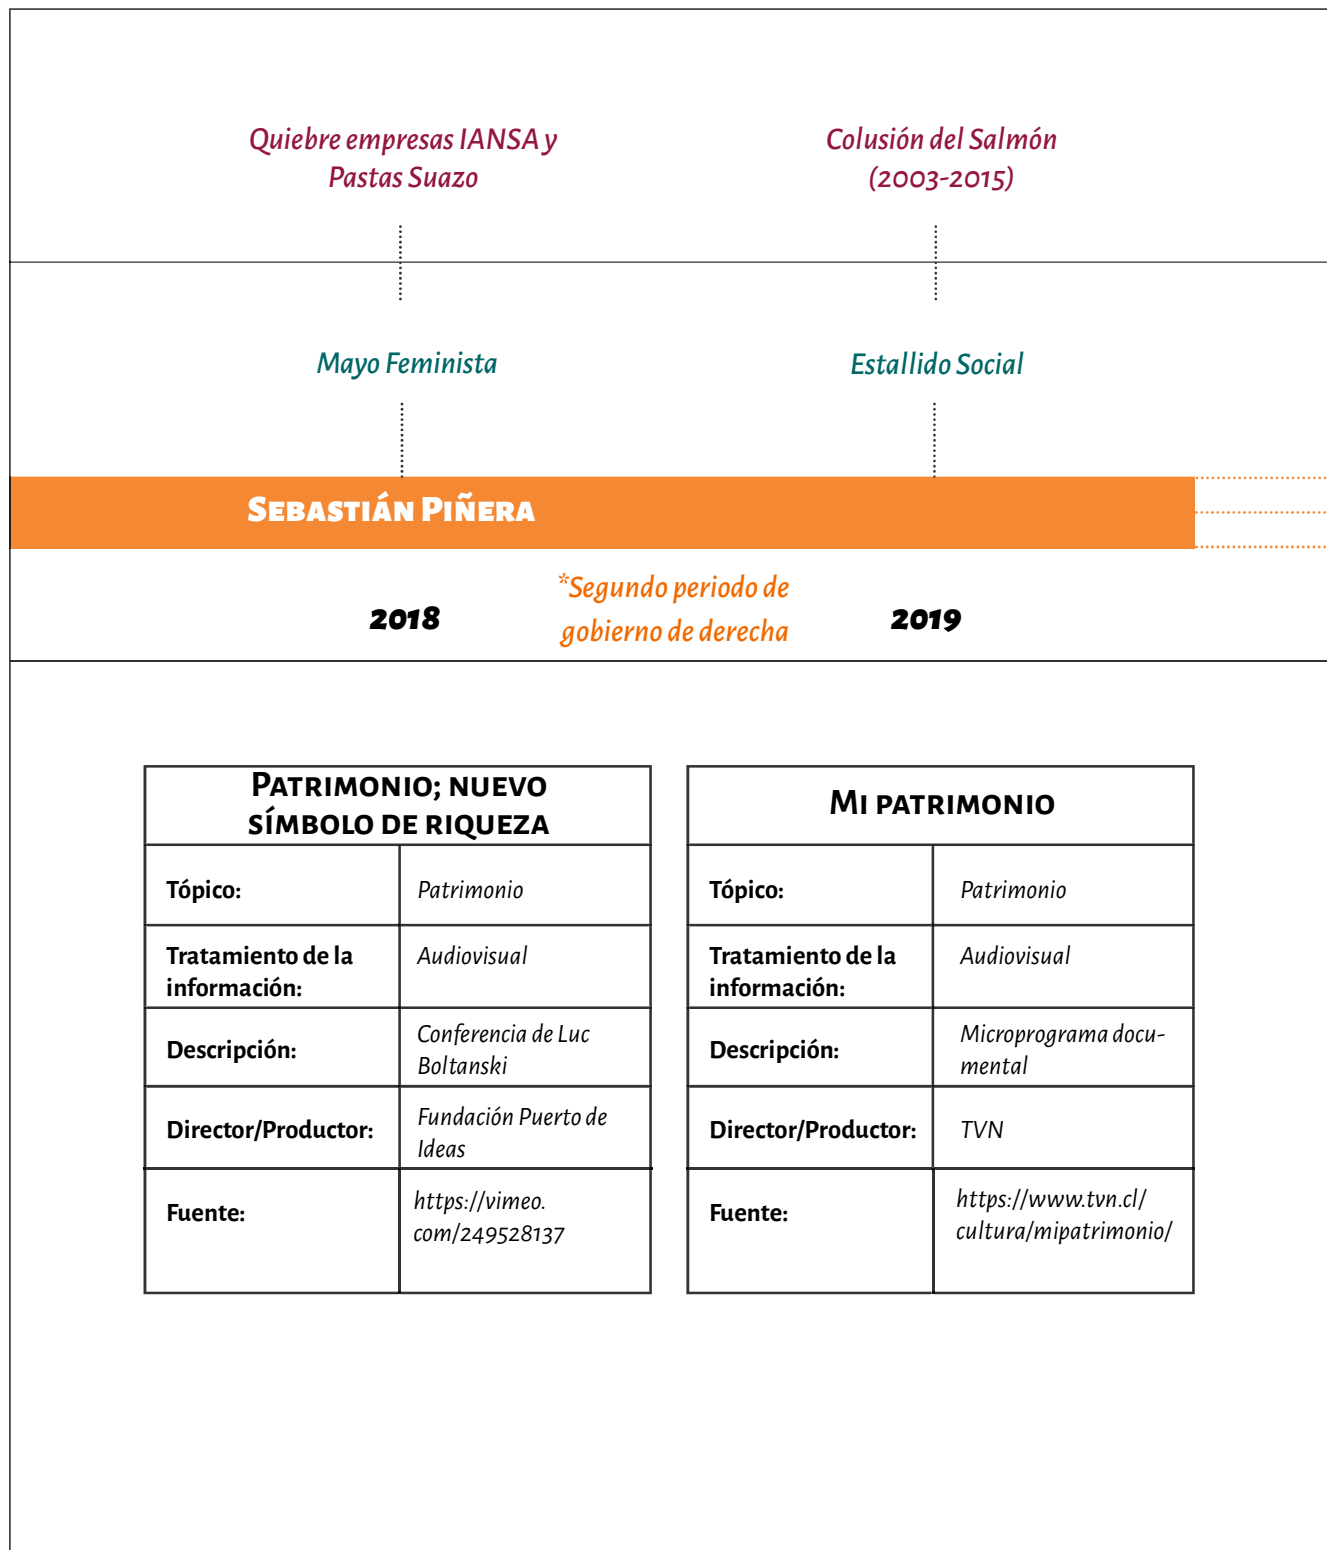 Quiebre empresas IANSA y
Pastas Suazo
Colusión del Salmón
(2003-2015)
Mayo Feminista
Estallido Social
Sebastián Piñera
2018
*Segundo periodo de
gobierno de derecha
2019
Patrimonio; nuevo
símbolo de riqueza
Tópico:
Patrimonio
Tratamiento de la
información:
Audiovisual
Descripción:
Conferencia de Luc
Boltanski
Director/Productor:
Fundación Puerto de
Ideas
Fuente:
https://vimeo.
com/249528137
Mi patrimonio
Tópico:
Patrimonio
Tratamiento de la
información:
Audiovisual
Descripción:
Microprograma docu-
mental
Director/Productor:
TVN
Fuente:
https://www.tvn.cl/
cultura/mipatrimonio/